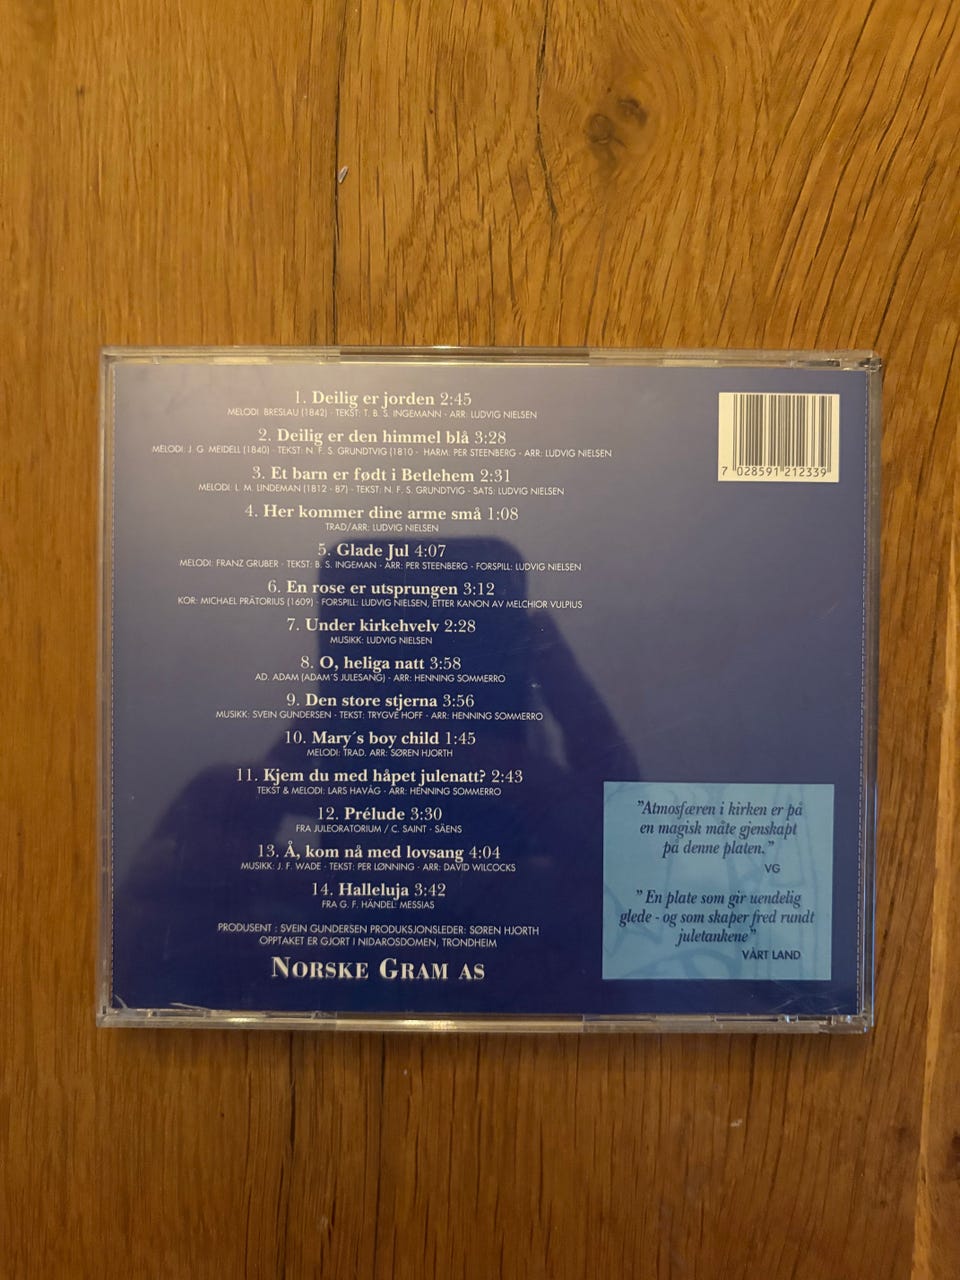 1. Deilig er jorden 2:45
MELODI: BRESLAU (1842) · TEKST: T. B. S. INGEMANN · ARR: LUDVIG NIELSEN
2. Deilig er den himmel blå 3:28
MELODI: J. G. MEIDELL (1840) · TEKST: N. F. S. GRUNDTVIG (1810 · HARM: PER STEENBERG · ARR: LUDVIG NIELSEN
3. Et barn er født i Betlehem 2:31
MELODI: L. M. LINDEMAN (1812 - 87) · TEKST: N. F. S. GRUNDTVIG · SATS: LUDVIG NIELSEN
4. Her kommer dine arme små 1:08
TRAD/ARR: LUDVIG NIELSEN
5. Glade Jul 4:07
MELODI: FRANZ GRUBER · TEKST: B. S. INGEMAN · ARR: PER STEENBERG · FORSPILL: LUDVIG NIELSEN
6. En rose er utsprungen 3:12
KOR: MICHAEL PRÄTORIUS (1609) · FORSPILL: LUDVIG NIELSEN, ETTER KANON AV MELCHIOR VULPIUS
7. Under kirkehvelv 2:28
MUSIKK: LUDVIG NIELSEN
8. O, heliga natt 3:58
AD. ADAM (ADAM´S JULESANG) · ARR: HENNING SOMMERRO
9. Den store stjerna 3:56
MUSIKK: SVEIN GUNDERSEN · TEKST: TRYGVE HOFF · ARR: HENNING SOMMERRO
10. Mary´s boy child 1:45
MELODI: TRAD. ARR: SØREN HJORTH
11. Kjem du med håpet julenatt? 2:43
TEKST & MELODI: LARS HAVÅG · ARR: HENNING SOMMERRO
12. Prélude 3:30
FRA JULEORATORIUM / C. SAINT - SÄENS
13. Å, kom nå med lovsang 4:04
MUSIKK: J. F. WADE · TEKST: PER LØNNING · ARR: DAVID WILCOCKS
14. Halleluja 3:42
FRA G. F. HÄNDEL: MESSIAS
PRODUSENT : SVEIN GUNDERSEN PRODUKSJONSLEDER: SØREN HJORTH
OPPTAKET ER GJORT I NIDAROSDOMEN, TRONDHEIM
NORSKE GRAM AS
7 028591 212339
"Atmosfæren i kirken er på
en magisk måte gjenskapt
på denne platen."
VG
" En plate som gir uendelig
glede - og som skaper fred rundt
juletankene"
VÅRT LAND